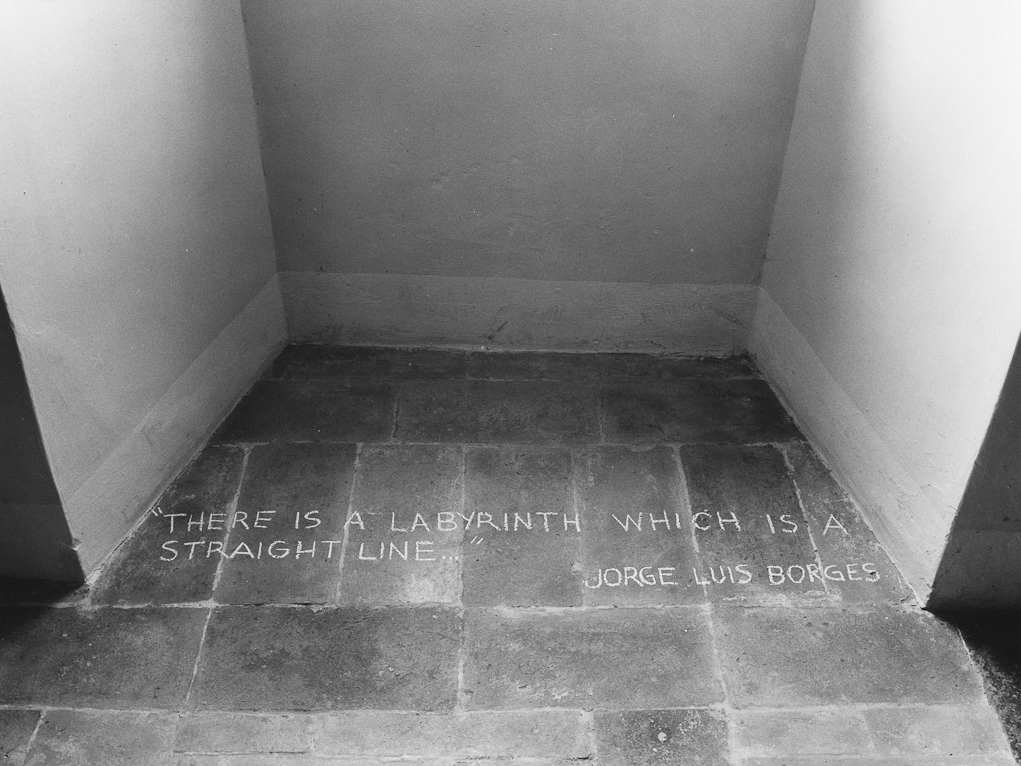 "THERE IS A LABYRINTH WHICH IS A
STRAIGHT LINE..."
JORGE LUIS BORGES